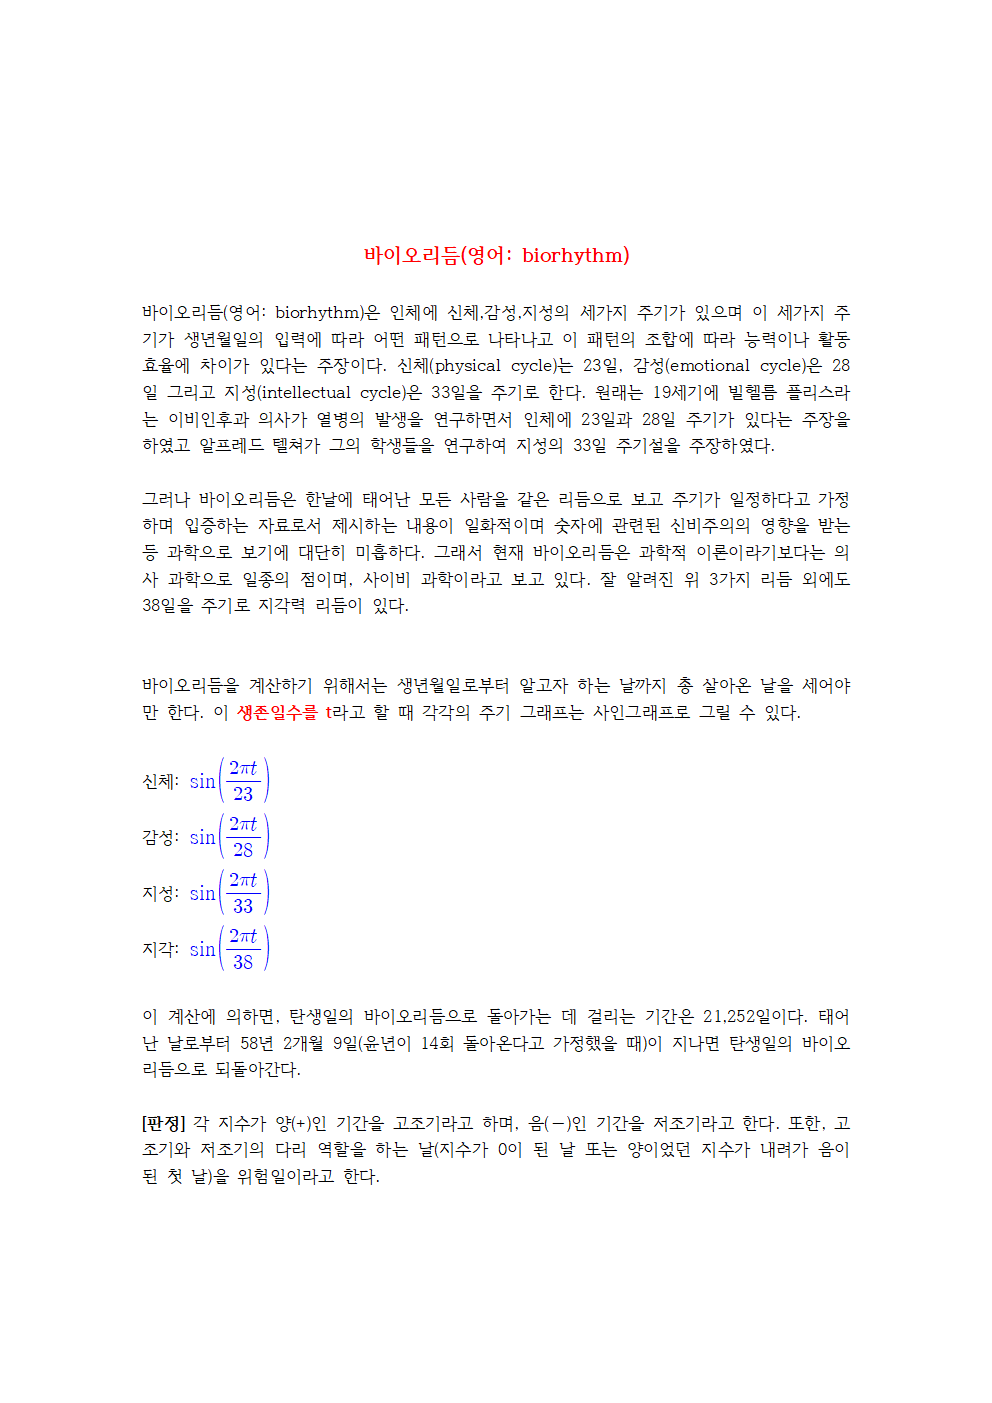 바이오리듬(영어: biorhythm)
바이오리듬(영어: biorhythm)은 인체에 신체,감성,지성의 세가지 주기가 있으며 이 세가지 주
기가 생년월일의 입력에 따라 어떤 패턴으로 나타나고 이 패턴의 조합에 따라 능력이나 활동
효율에 차이가 있다는 주장이다. 신체(physical cycle)는 23일, 감성(emotional cycle)은 28
일 그리고 지성(intellectual cycle)은 33일을 주기로 한다. 원래는 19세기에 빌헬름 플리스라
는 이비인후과 의사가 열병의 발생을 연구하면서 인체에 23일과 28일 주기가 있다는 주장을
하였고 알프레드 텔쳐가 그의 학생들을 연구하여 지성의 33일 주기설을 주장하였다.
그러나 바이오리듬은 한날에 태어난 모든 사람을 같은 리듬으로 보고 주기가 일정하다고 가정
하며 입증하는 자료로서 제시하는 내용이 일화적이며 숫자에 관련된 신비주의의 영향을 받는
등 과학으로 보기에 대단히 미흡하다. 그래서 현재 바이오리듬은 과학적 이론이라기보다는 의
사 과학으로 일종의 점이며, 사이비 과학이라고 보고 있다. 잘 알려진 위 3가지 리듬 외에도
38일을 주기로 지각력 리듬이 있다.
바이오리듬을 계산하기 위해서는 생년월일로부터 알고자 하는 날까지 총 살아온 날을 세어야
만 한다. 이 생존일수를 t라고 할 때 각각의 주기 그래프는 사인그래프로 그릴 수 있다.
신체: sin(2πt/23)
감성: sin(2πt/28)
지성: sin(2πt/33)
지각: sin(2πt/38)
이 계산에 의하면, 탄생일의 바이오리듬으로 돌아가는 데 걸리는 기간은 21,252일이다. 태어
난 날로부터 58년 2개월 9일(윤년이 14회 돌아온다고 가정했을 때)이 지나면 탄생일의 바이오
리듬으로 되돌아간다.
[판정] 각 지수가 양(+)인 기간을 고조기라고 하며, 음(－)인 기간을 저조기라고 한다. 또한, 고
조기와 저조기의 다리 역할을 하는 날(지수가 0이 된 날 또는 양이었던 지수가 내려가 음이
된 첫 날)을 위험일이라고 한다.